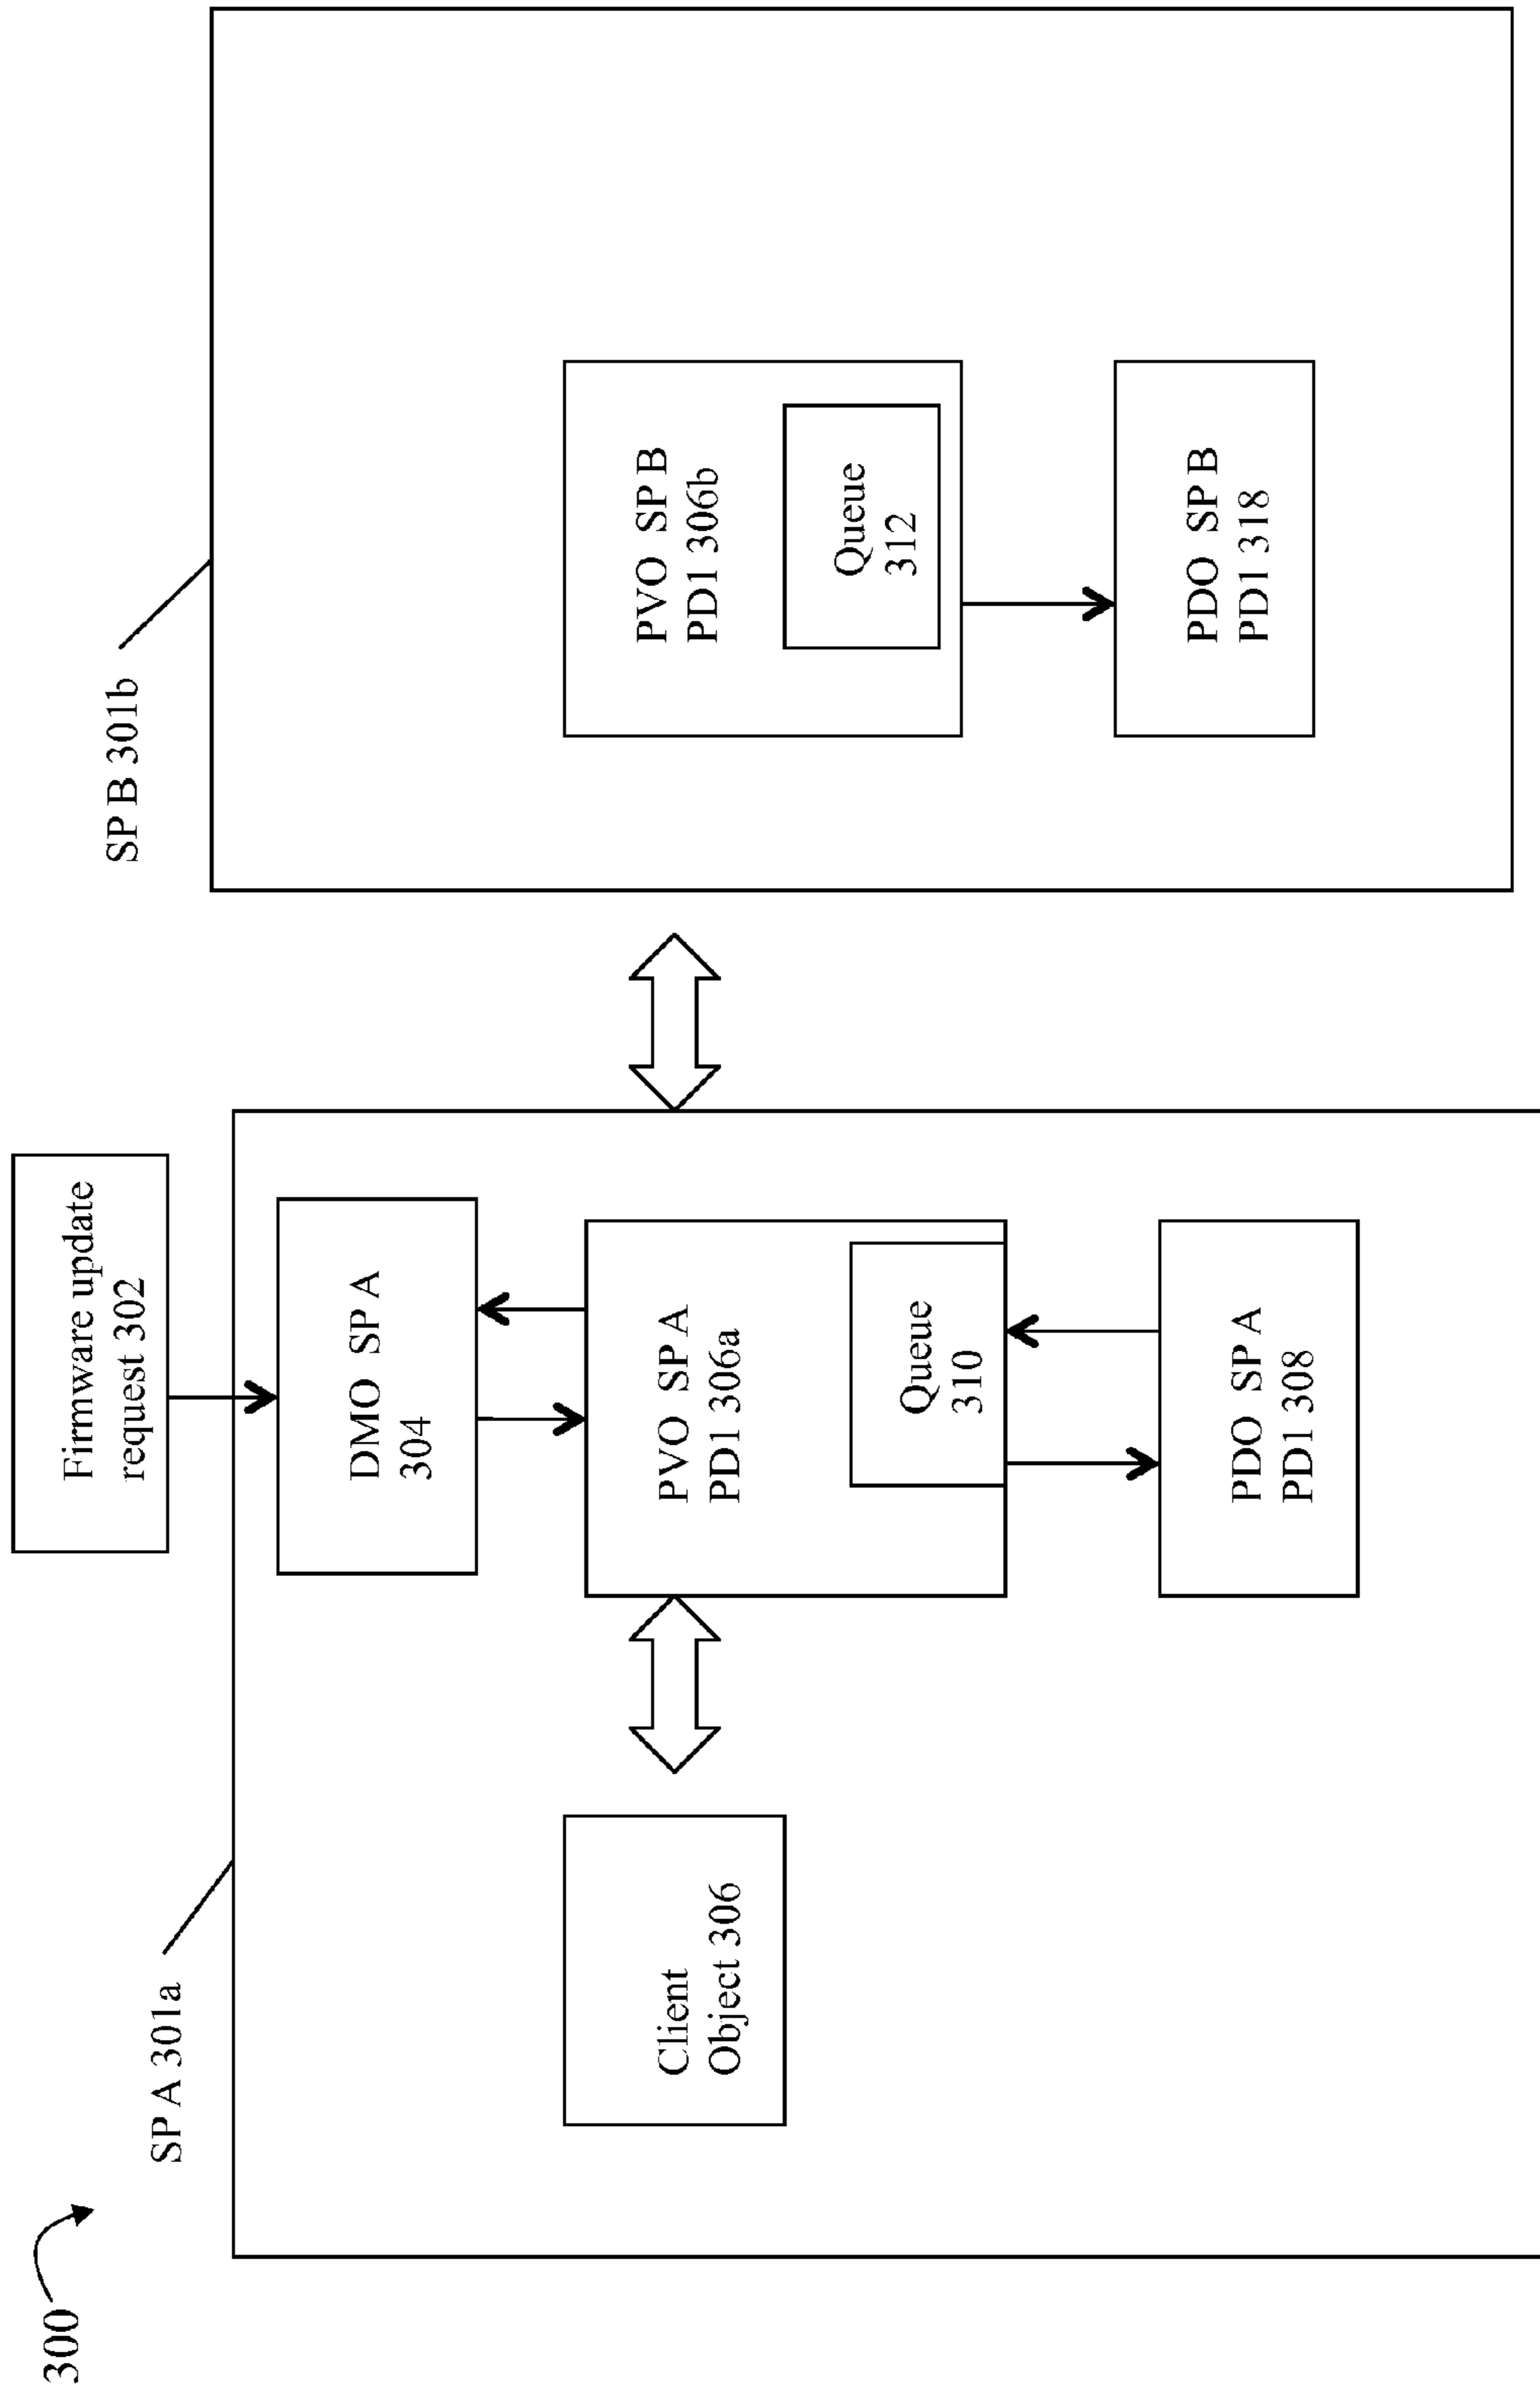 300
SP A 301a
Firmware update
request 302
SP B 301b
DMO SP A
304
Client
Object 306
PVO SP A
PD1 306a
Queue
310
PVO SP B
PD1 306b
Queue
312
PDO SP A
PD1 308
PDO SP B
PD1 318